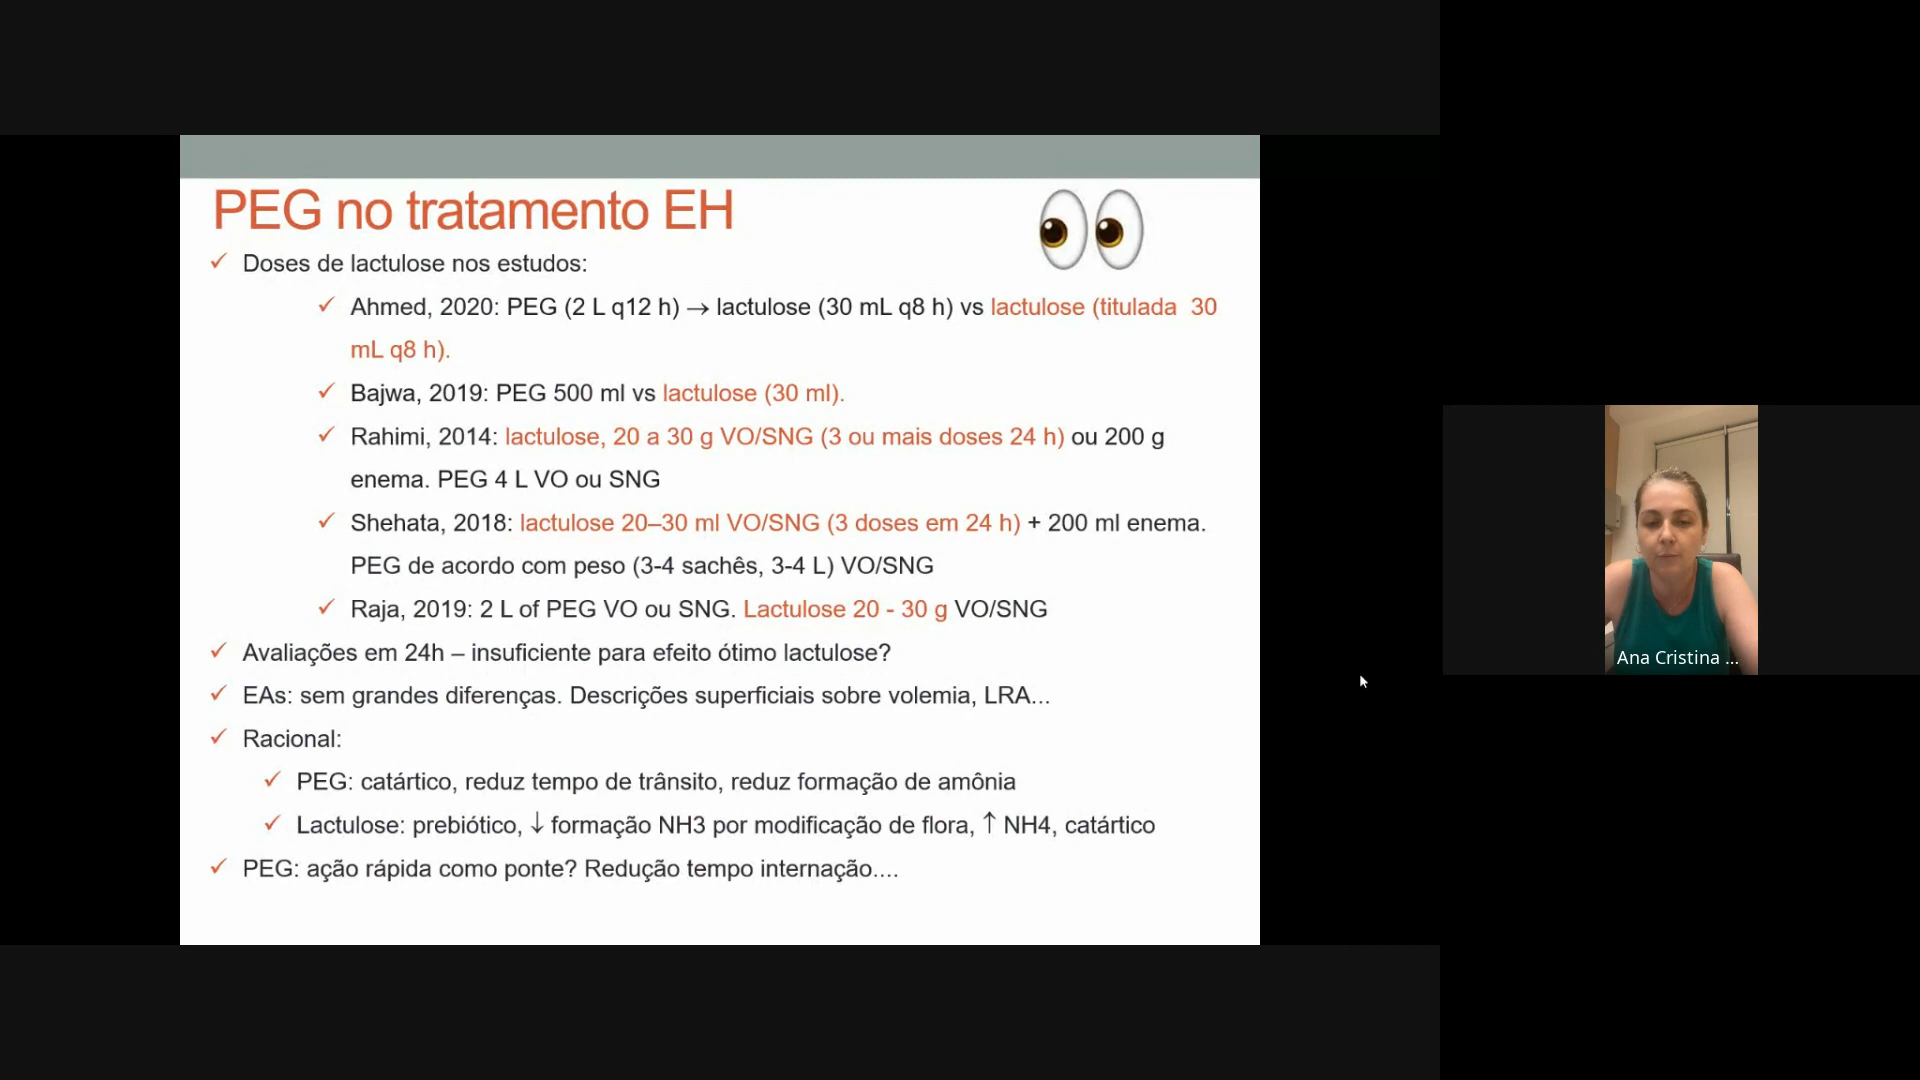 PEG no tratamento EH
Doses de lactulose nos estudos:
Ahmed, 2020: PEG (2 L q12 h) → lactulose (30 mL q8 h) vs lactulose (titulada 30
mL q8 h).
Bajwa, 2019: PEG 500 ml vs lactulose (30 ml).
Rahimi, 2014: lactulose, 20 a 30 g VO/SNG (3 ou mais doses 24 h) ou 200 g
enema. PEG 4 L VO ou SNG
Shehata, 2018: lactulose 20–30 ml VO/SNG (3 doses em 24 h) + 200 ml enema.
PEG de acordo com peso (3-4 sachês, 3-4 L) VO/SNG
Raja, 2019: 2 L of PEG VO ou SNG. Lactulose 20 - 30 g VO/SNG
Avaliações em 24h – insuficiente para efeito ótimo lactulose?
EAs: sem grandes diferenças. Descrições superficiais sobre volemia, LRA...
Racional:
PEG: catártico, reduz tempo de trânsito, reduz formação de amônia
Lactulose: prebiótico, ↓ formação NH3 por modificação de flora, ↑ NH4, catártico
PEG: ação rápida como ponte? Redução tempo internação....
Ana Cristina ...